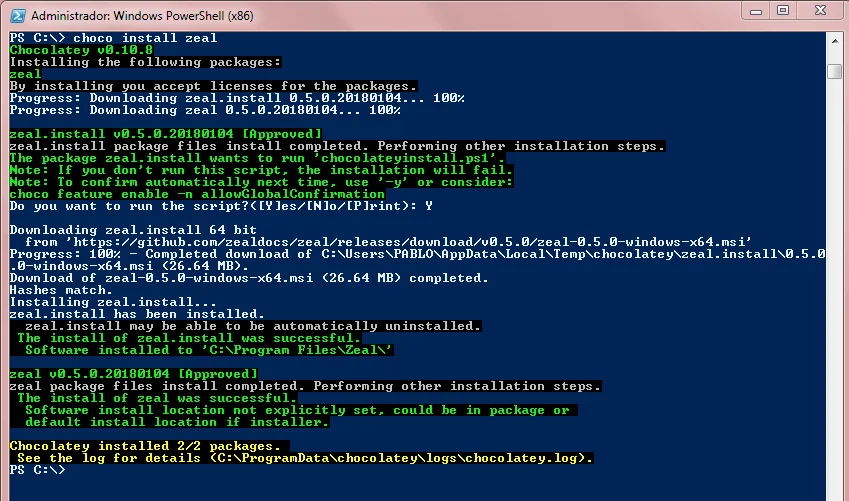 Administrador: Windows PowerShell (x86)
PS C:\> choco install zeal
Chocolatey v0.10.8
Installing the following packages:
zeal
By installing you accept licenses for the packages.
Progress: Downloading zeal.install 0.5.0.20180104... 100%
Progress: Downloading zeal 0.5.0.20180104... 100%
zeal.install v0.5.0.20180104 [Approved]
zeal.install package files install completed. Performing other installation steps.
The package zeal.install wants to run 'chocolateyinstall.ps1'.
Note: If you don't run this script, the installation will fail.
Note: To confirm automatically next time, use '-y' or consider:
choco feature enable -n allowGlobalConfirmation
Do you want to run the script?([Y]es/[N]o/[P]rint): Y
Downloading zeal.install 64 bit
  from 'https://github.com/zealdocs/zeal/releases/download/v0.5.0/zeal-0.5.0-windows-x64.msi'
Progress: 100% - Completed download of C:\Users\PABLO\AppData\Local\Temp\chocolatey\zeal.install\0.5.0
.0-windows-x64.msi (26.64 MB).
Download of zeal-0.5.0-windows-x64.msi (26.64 MB) completed.
Hashes match.
Installing zeal.install...
zeal.install has been installed.
  zeal.install may be able to be automatically uninstalled.
 The install of zeal.install was successful.
  Software installed to 'C:\Program Files\Zeal\'
zeal v0.5.0.20180104 [Approved]
zeal package files install completed. Performing other installation steps.
 The install of zeal was successful.
  Software install location not explicitly set, could be in package or
  default install location if installer.
Chocolatey installed 2/2 packages.
 See the log for details (C:\ProgramData\chocolatey\logs\chocolatey.log).
PS C:\>